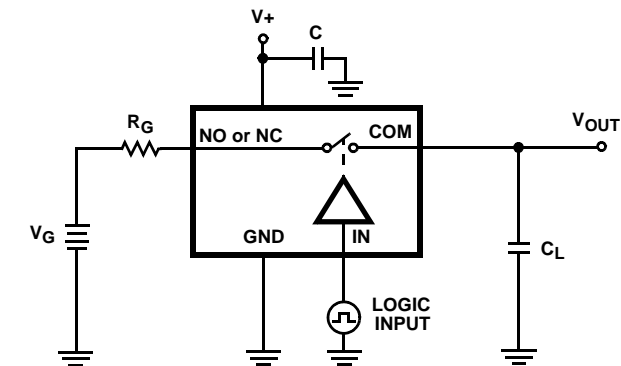 V+
C
RG
NO or NC
COM
VOUT
VG
GND
IN
CL
LOGIC
INPUT